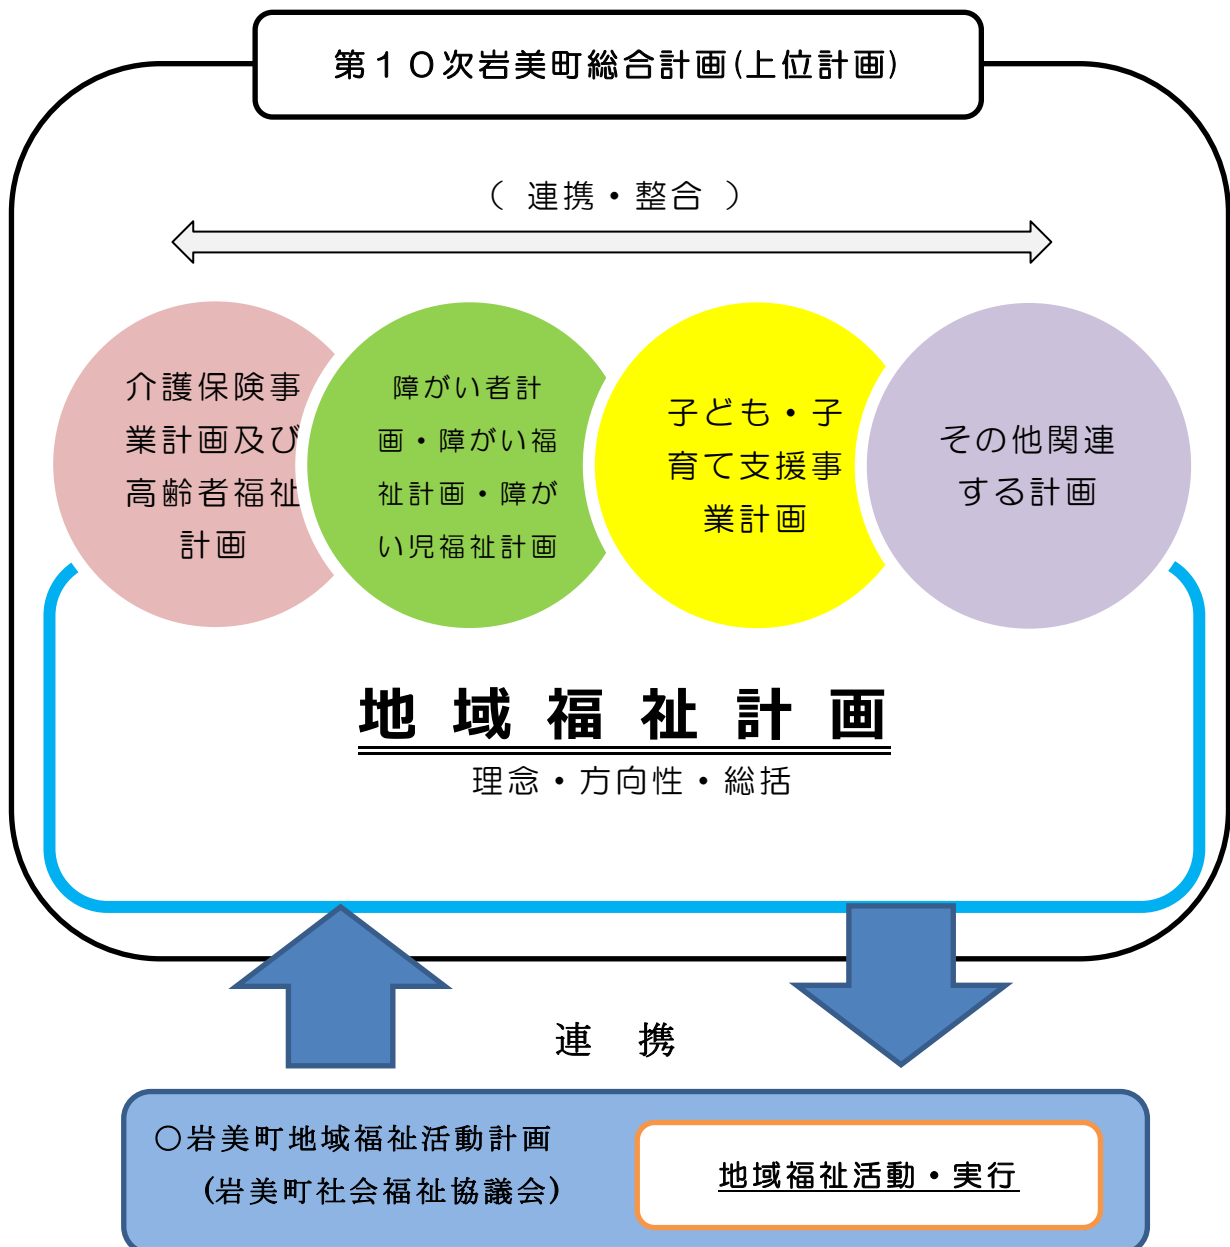 第１０次岩美町総合計画(上位計画)
（ 連携・整合 ）
介護保険事
業計画及び
高齢者福祉
計画
障がい者計
画・障がい福
祉計画・障が
い児福祉計画
子ども・子
育て支援事
業計画
その他関連
する計画
地域福祉計画
理念・方向性・総括
連　携
〇岩美町地域福祉活動計画
(岩美町社会福祉協議会)
地域福祉活動・実行